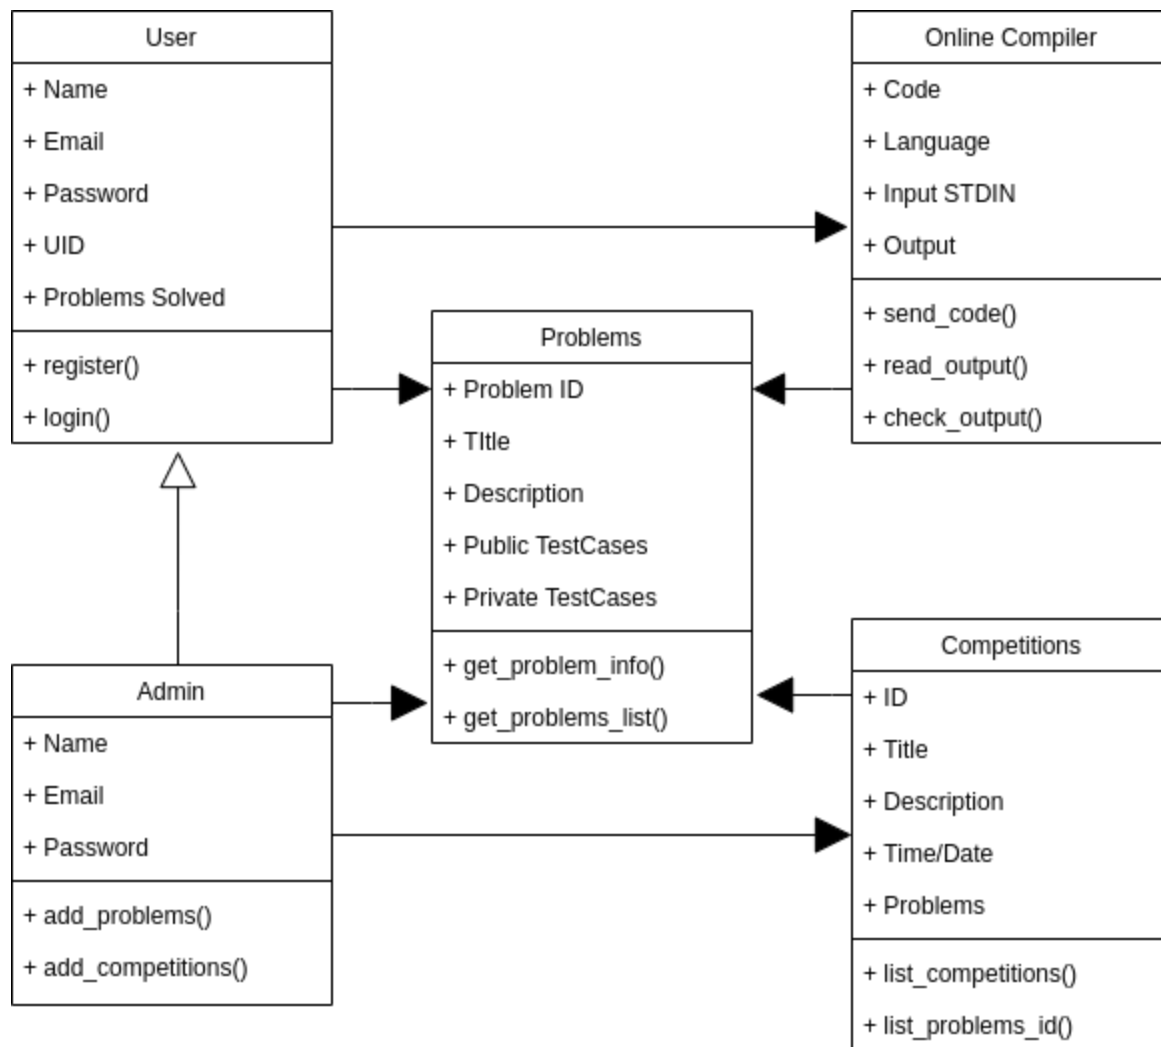 User
+ Name
+ Email
+ Password
+ UID
+ Problems Solved
+ register()
+ login()
Online Compiler
+ Code
+ Language
+ Input STDIN
+ Output
+ send_code()
+ read_output()
+ check_output()
Problems
+ Problem ID
+ TItle
+ Description
+ Public TestCases
+ Private TestCases
+ get_problem_info()
+ get_problems_list()
Admin
+ Name
+ Email
+ Password
+ add_problems()
+ add_competitions()
Competitions
+ ID
+ Title
+ Description
+ Time/Date
+ Problems
+ list_competitions()
+ list_problems_id()